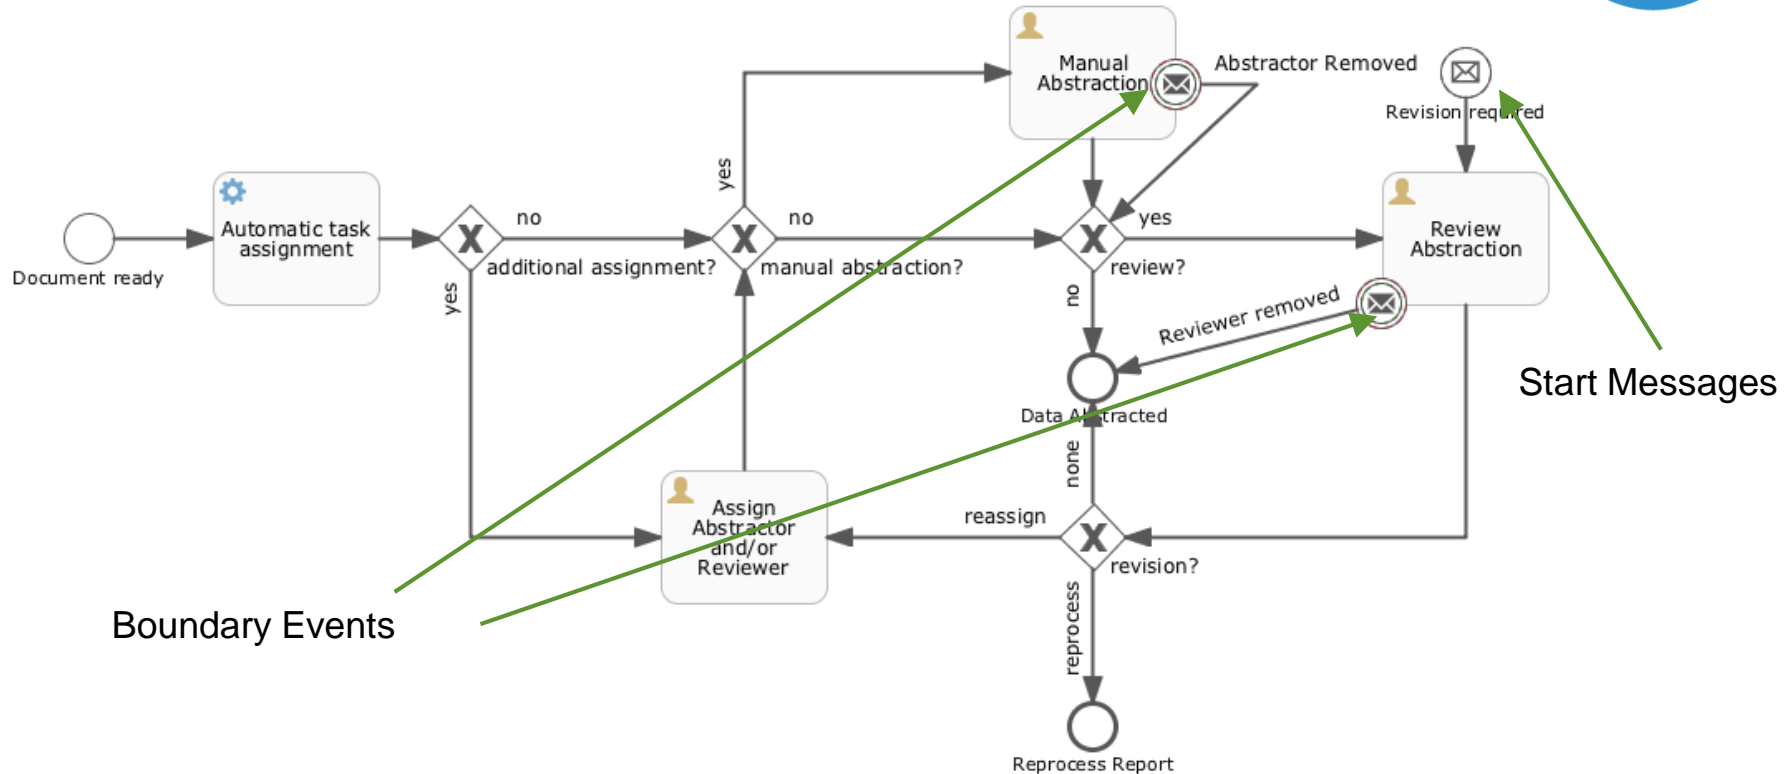 Manual
Abstraction
Abstractor Removed
Revision required
yes
Automatic task
assignment
no
no
yes
Review
Abstraction
Document ready
additional assignment?
manual abstraction?
review?
yes
no
Reviewer removed
Start Messages
Data Abstracted
none
Assign
Abstractor
and/or
Reviewer
reassign
revision?
Boundary Events
reprocess
Reprocess Report